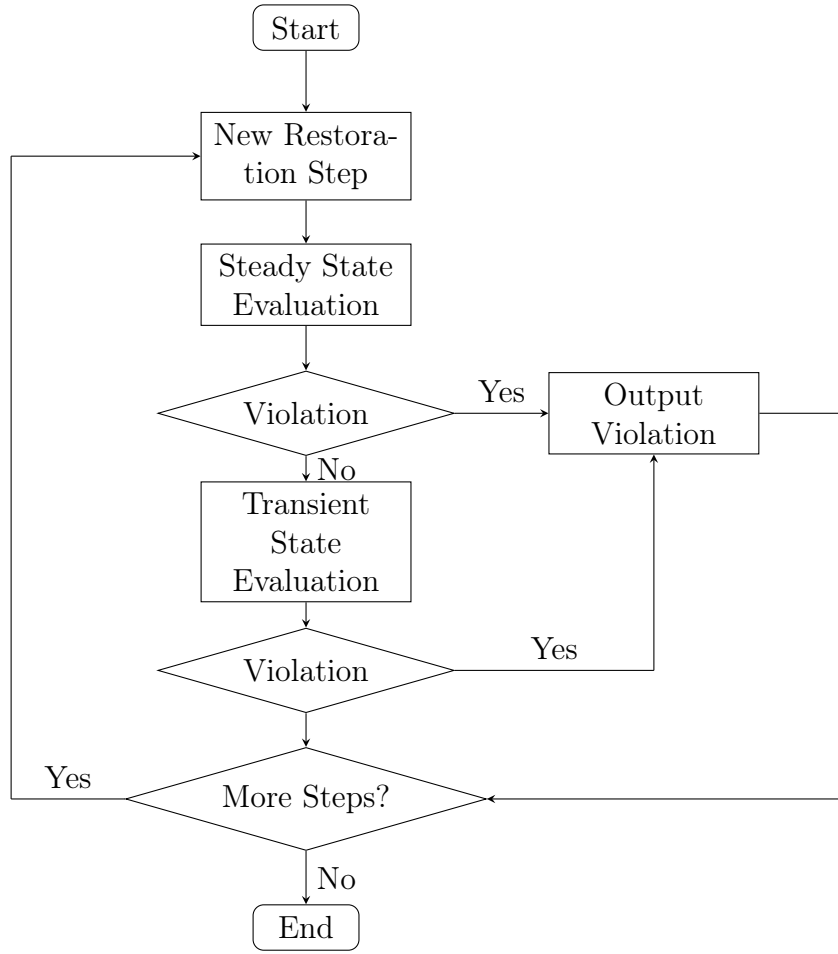 Start
New Restora-
tion Step
Steady State
Evaluation
Violation
Yes
Output
Violation
No
Transient
State
Evaluation
Violation
Yes
More Steps?
Yes
No
End